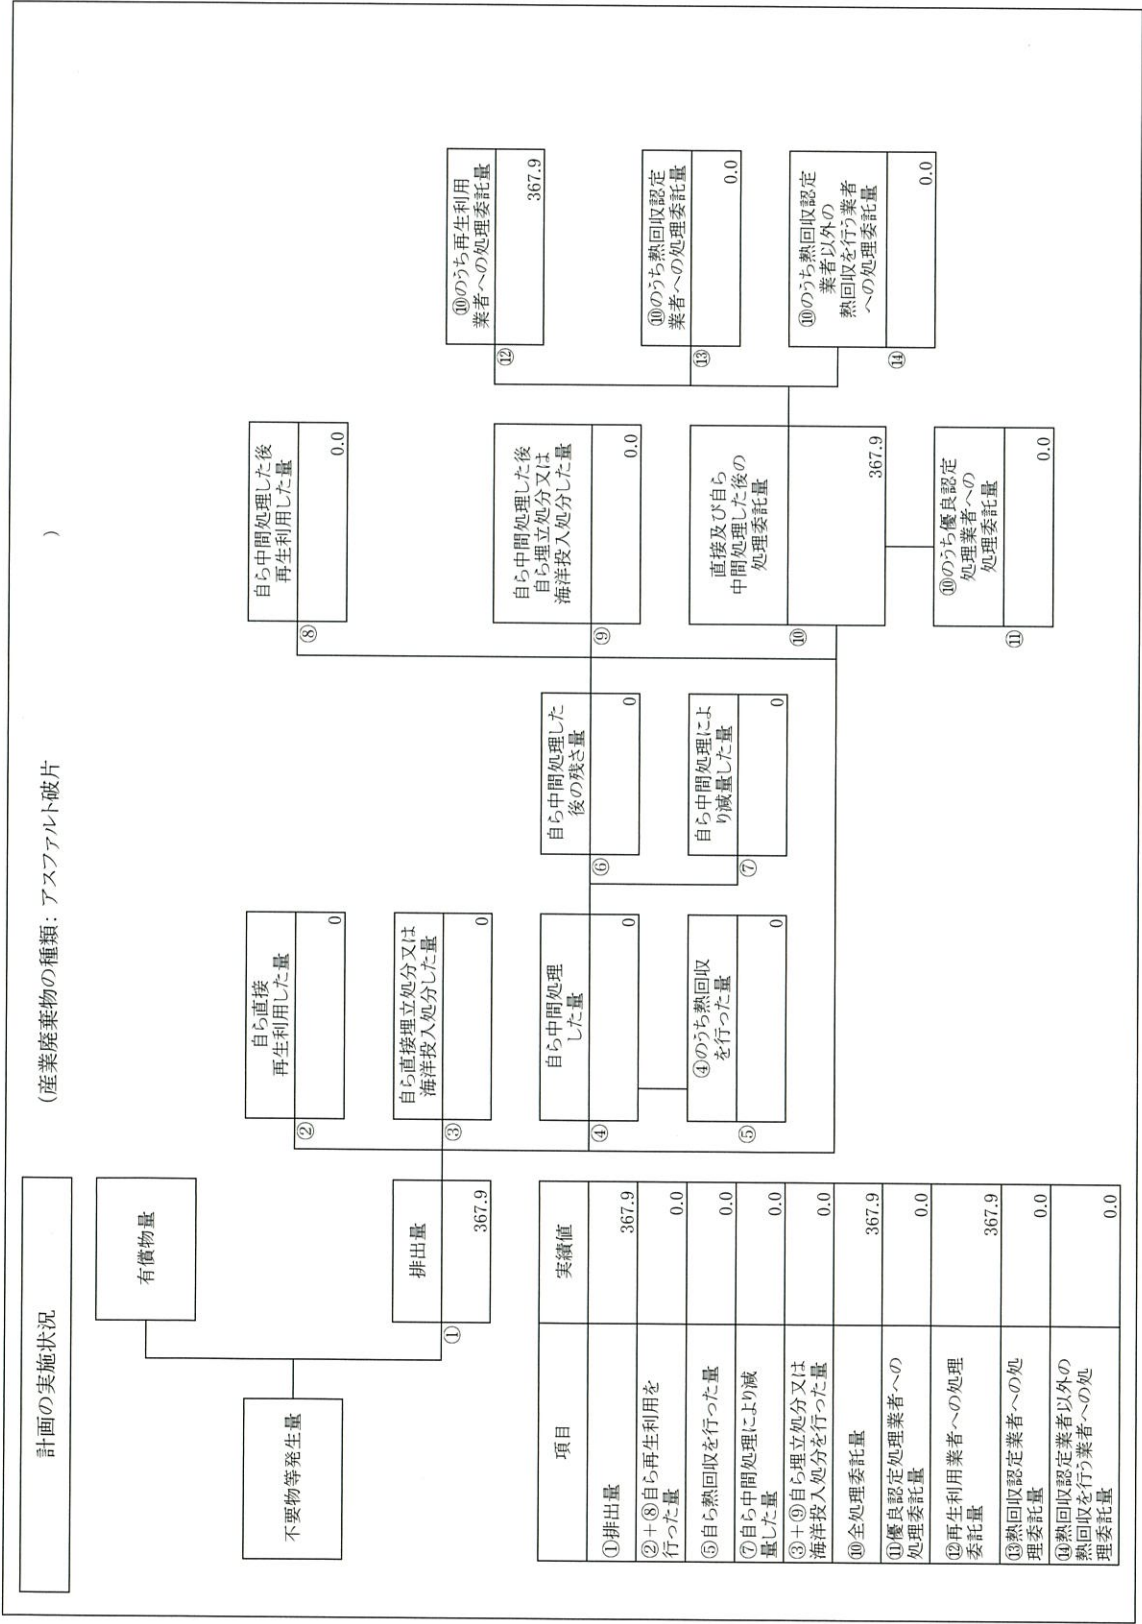 計画の実施状況
(産業廃棄物の種類: アスファルト破片
)
不要物等発生量
有償物量
排出量
①
367.9
自ら直接
再生利用した量
②
0
自ら直接埋立処分又は
海洋投入処分した量
③
0
自ら中間処理
した量
④
0
④のうち熱回収
を行った量
⑤
0
自ら中間処理した
後の残さ量
⑥
0
自ら中間処理によ
り減量した量
⑦
0
自ら中間処理した後
再生利用した量
⑧
0.0
自ら中間処理した後
自ら埋立処分又は
海洋投入処分した量
⑨
0.0
直接及び自ら
中間処理した後の
処理委託量
⑩
367.9
⑩のうち優良認定
処理業者への
処理委託量
⑪
0.0
⑩のうち再生利用
業者への処理委託量
⑫
367.9
⑩のうち熱回収認定
業者への処理委託量
⑬
0.0
⑩のうち熱回収認定
業者以外の
熱回収を行う業者
への処理委託量
⑭
0.0
項目
実績値
①排出量
367.9
②+⑧自ら再生利用を
行った量
0.0
⑤自ら熱回収を行った量
0.0
⑦自ら中間処理により減
量した量
0.0
③+⑨自ら埋立処分又は
海洋投入処分を行った量
0.0
⑩全処理委託量
367.9
⑪優良認定処理業者への
処理委託量
0.0
⑫再生利用業者への処理
委託量
367.9
⑬熱回収認定業者への処
理委託量
0.0
⑭熱回収認定業者以外の
熱回収を行う業者への処
理委託量
0.0